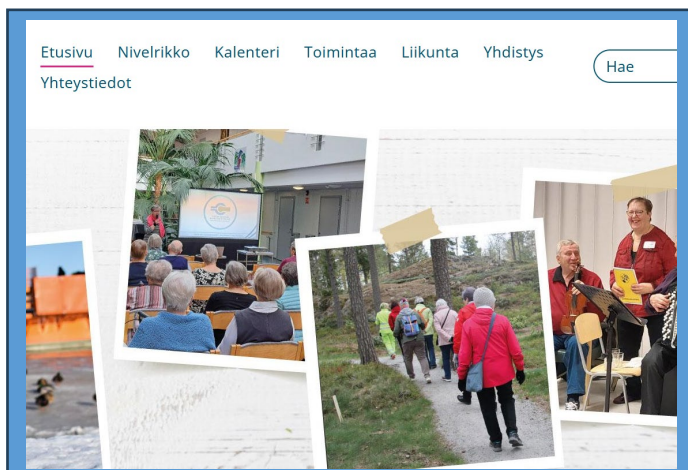 Etusivu Nivelrikko Kalenteri Toimintaa Liikunta Yhdistys
Hae
Yhteystiedot